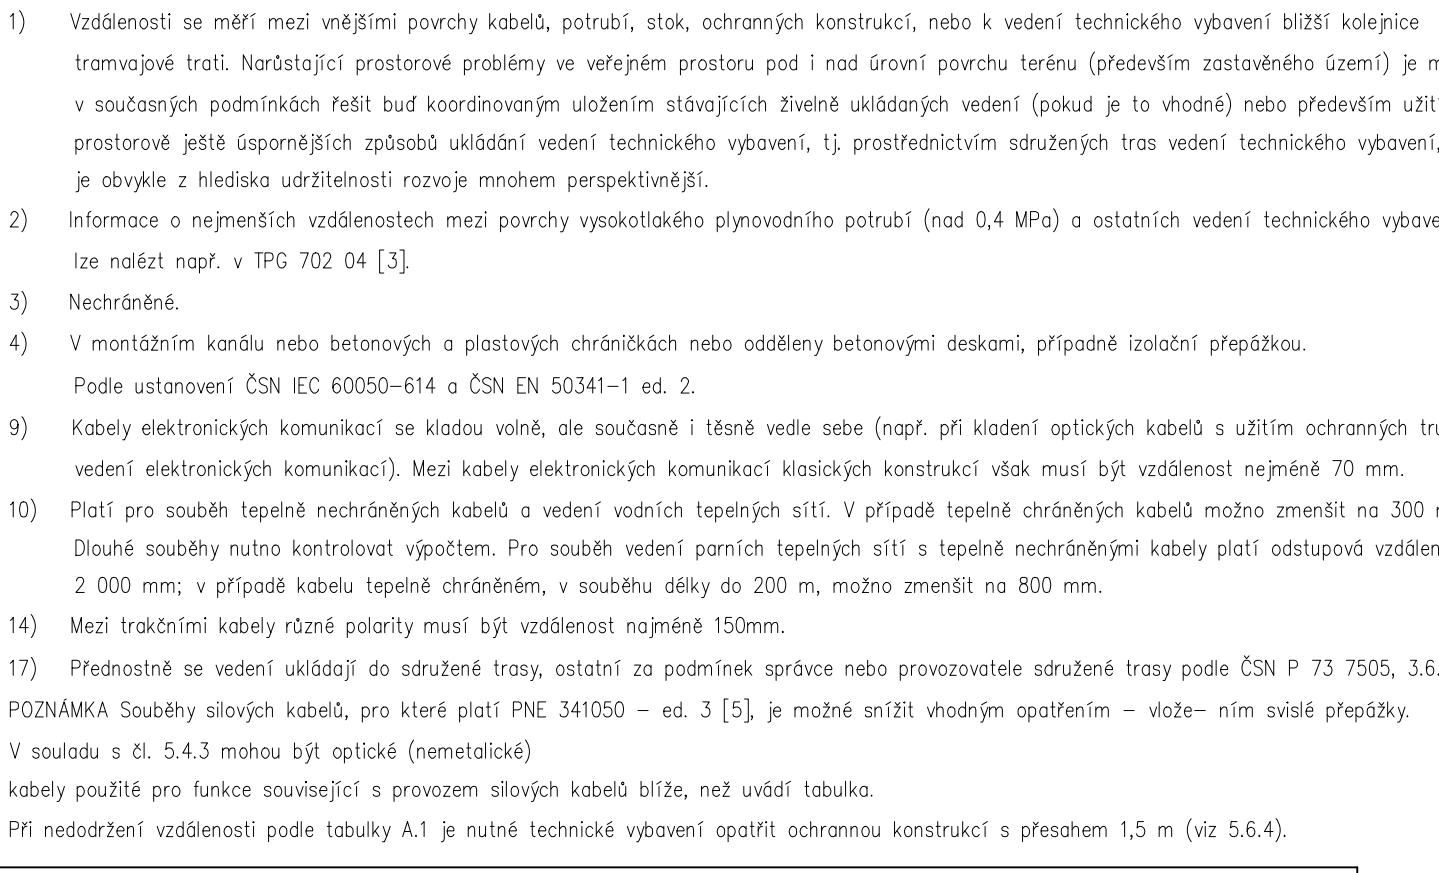 1) Vzdálenosti se měří mezi vnějšími povrchy kabelů, potrubí, stok, ochranných konstrukcí, nebo k vedení technického vybavení bližší kolejnice
tramvajové trati. Narůstající prostorové problémy ve veřejném prostoru pod i nad úrovní povrchu terénu (především zastavěného území) je
v současných podmínkách řešit buď koordinovaným uložením stávajících živelně ukládaných vedení (pokud je to vhodné) nebo především
prostorově ještě úspornějších způsobů ukládání vedení technického vybavení, tj. prostřednictvím sdružených tras vedení technického vybavení,
je obvykle z hlediska udržitelnosti rozvoje mnohem perspektivnější.
2) Informace o nejmenších vzdálenostech mezi povrchy vysokotlakého plynovodního potrubí (nad 0,4 MPa) a ostatních vedení technického
lze nalézt např. v TPG 702 04 [3].
3) Nechráněné.
4) V montážním kanálu nebo betonových a plastových chráničkách nebo odděleny betonovými deskami, případně izolační přepážkou.
Podle ustanovení ČSN IEC 60050-614 a ČSN EN 50341-1 ed. 2.
9) Kabely elektronických komunikací se kladou volně, ale současně i těsně vedle sebe (např. při kladení optických kabelů s užitím ochranných
vedení elektronických komunikací). Mezi kabely elektronických komunikací klasických konstrukcí však musí být vzdálenost nejméně 70 mm.
10) Platí pro souběh tepelně nechráněných kabelů a vedení vodních tepelných sítí. V případě tepelně chráněných kabelů možno zmenšit na 300
Dlouhé souběhy nutno kontrolovat výpočtem. Pro souběh vedení parních tepelných sítí s tepelně nechráněnými kabely platí odstupová
2 000 mm; v případě kabelu tepelně chráněném, v souběhu délky do 200 m, možno zmenšit na 800 mm.
14) Mezi trakčními kabely různé polarity musí být vzdálenost najméně 150mm.
17) Přednostně se vedení ukládají do sdružené trasy, ostatní za podmínek správce nebo provozovatele sdružené trasy podle ČSN P 73 7505, 3.6.
POZNÁMKA Souběhy silových kabelů, pro které platí PNE 341050 - ed. 3 [5], je možné snížit vhodným opatřením - vlože- ním svislé přepážky.
V souladu s čl. 5.4.3 mohou být optické (nemetalické)
kabely použité pro funkce související s provozem silových kabelů blíže, než uvádí tabulka.
Při nedodržení vzdálenosti podle tabulky A.1 je nutné technické vybavení opatřit ochrannou konstrukcí s přesahem 1,5 m (viz 5.6.4).